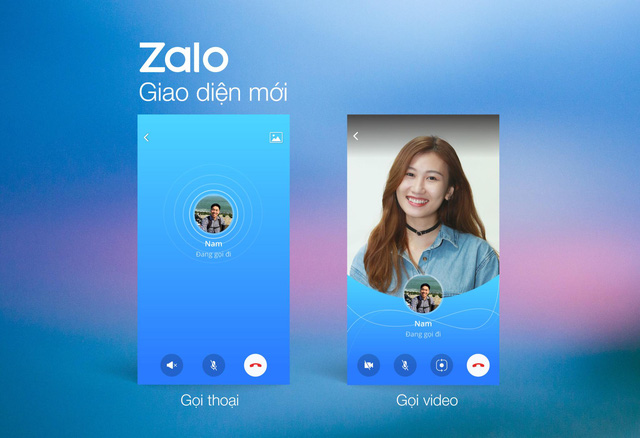 Zalo
Giao diện mới
Nam
Đang gọi đi
Nam
Đang gọi đi
Gọi thoại
Gọi video